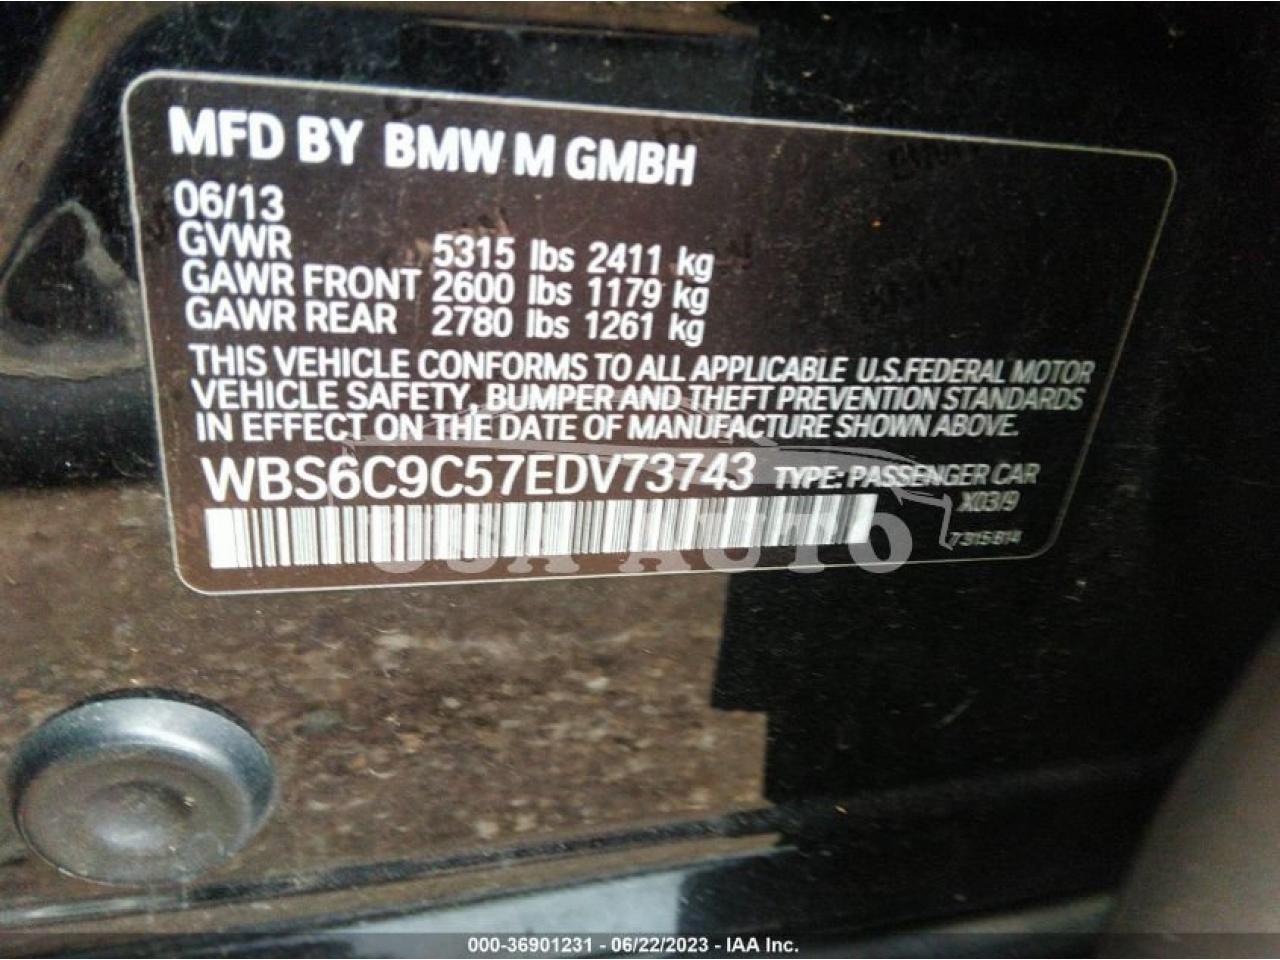 MFD BY BMW M GMBH
06/13
GVWR 5315 lbs 2411 kg
GAWR FRONT 2600 lbs 1179 kg
GAWR REAR 2780 lbs 1261 kg
THIS VEHICLE CONFORMS TO ALL APPLICABLE U.S.FEDERAL MOTOR
VEHICLE SAFETY, BUMPER AND THEFT PREVENTION STANDARDS
IN EFFECT ON THE DATE OF MANUFACTURE SHOWN ABOVE.
WBS6C9C57EDV73743 TYPE: PASSENGER CAR
X03/9
7 315 814
USA AUTO
000-36901231 - 06/22/2023 - IAA Inc.